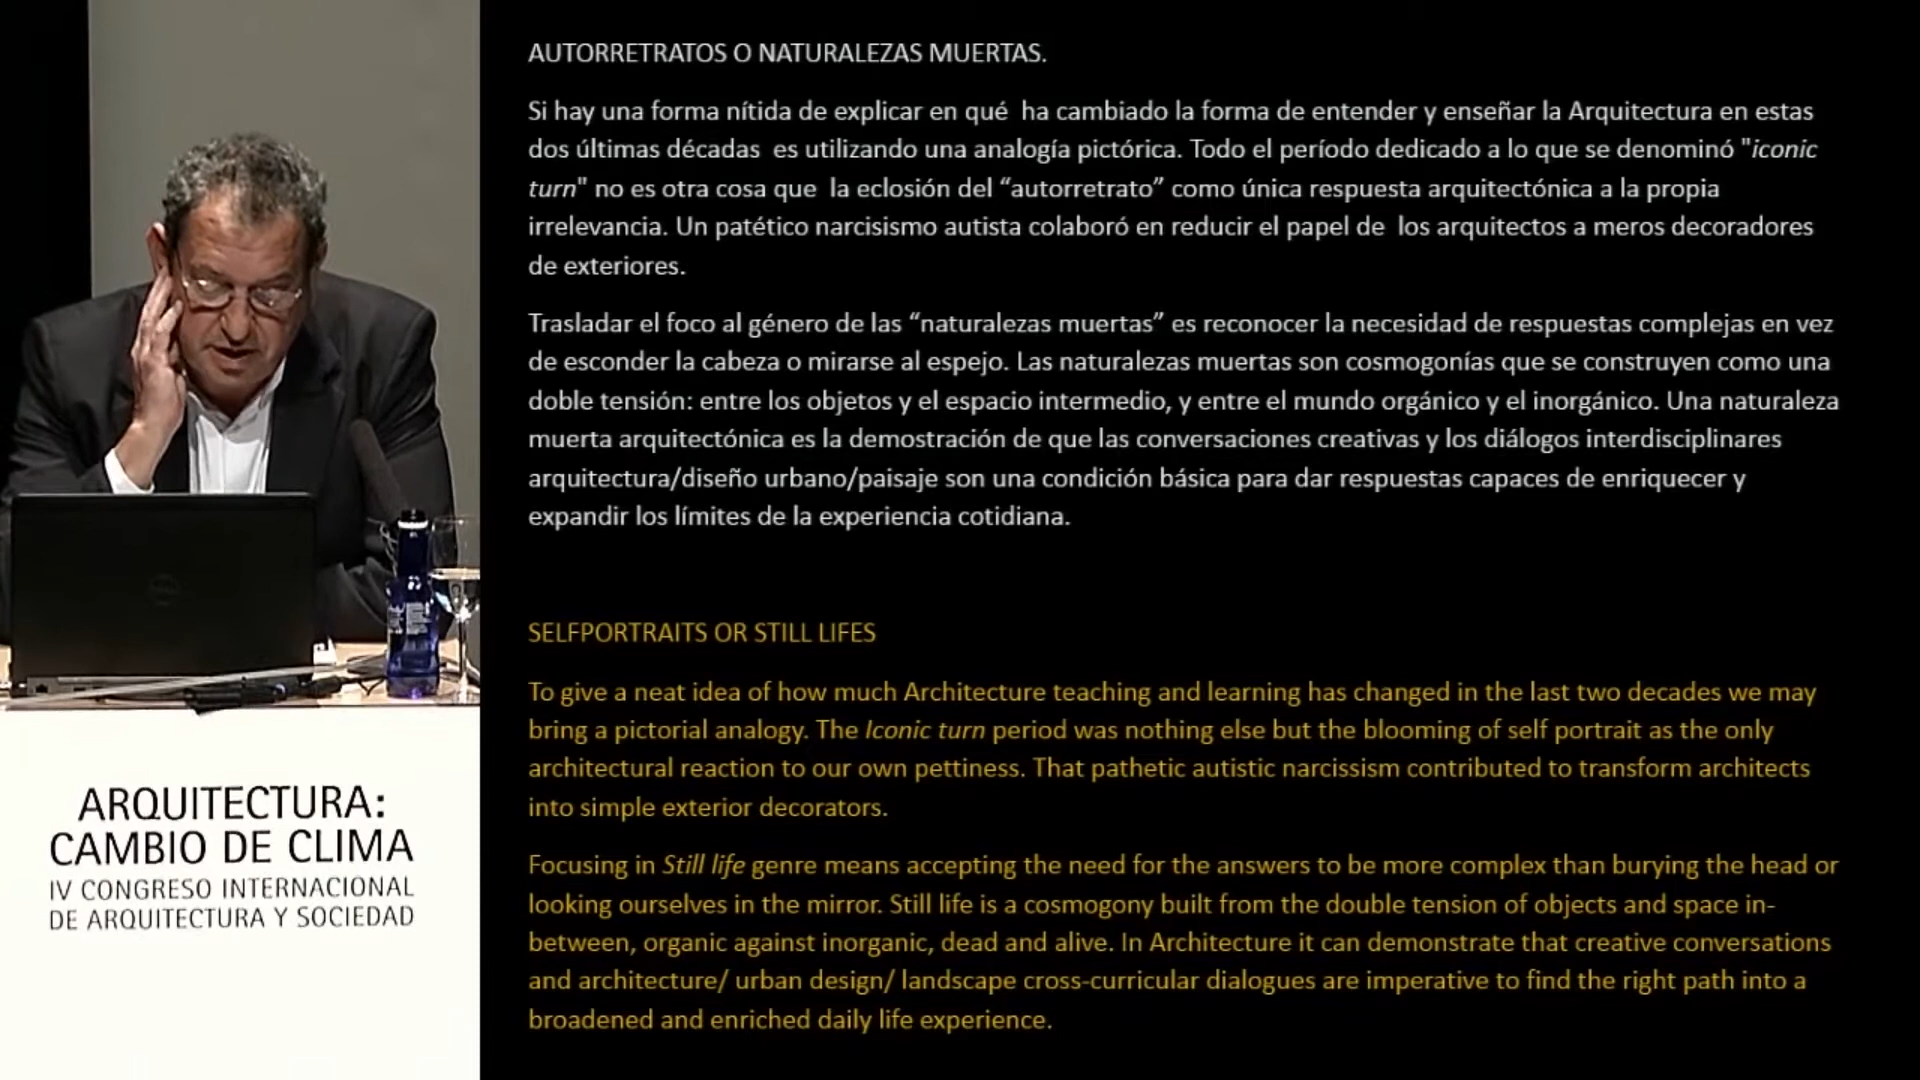 AUTORRETRATOS O NATURALEZAS MUERTAS.
Si hay una forma nítida de explicar en qué  ha cambiado la forma de entender y enseñar la Arquitectura en estas
dos últimas décadas  es utilizando una analogía pictórica. Todo el período dedicado a lo que se denominó "iconic
turn" no es otra cosa que  la eclosión del “autorretrato” como única respuesta arquitectónica a la propia
irrelevancia. Un patético narcisismo autista colaboró en reducir el papel de  los arquitectos a meros decoradores
de exteriores.
Trasladar el foco al género de las “naturalezas muertas” es reconocer la necesidad de respuestas complejas en vez
de esconder la cabeza o mirarse al espejo. Las naturalezas muertas son cosmogonías que se construyen como una
doble tensión: entre los objetos y el espacio intermedio, y entre el mundo orgánico y el inorgánico. Una naturaleza
muerta arquitectónica es la demostración de que las conversaciones creativas y los diálogos interdisciplinares
arquitectura/diseño urbano/paisaje son una condición básica para dar respuestas capaces de enriquecer y
expandir los límites de la experiencia cotidiana.
SELFPORTRAITS OR STILL LIFES
To give a neat idea of how much Architecture teaching and learning has changed in the last two decades we may
bring a pictorial analogy. The Iconic turn period was nothing else but the blooming of self portrait as the only
architectural reaction to our own pettiness. That pathetic autistic narcissism contributed to transform architects
into simple exterior decorators.
Focusing in Still life genre means accepting the need for the answers to be more complex than burying the head or
looking ourselves in the mirror. Still life is a cosmogony built from the double tension of objects and space in-
between, organic against inorganic, dead and alive. In Architecture it can demonstrate that creative conversations
and architecture/ urban design/ landscape cross-curricular dialogues are imperative to find the right path into a
broadened and enriched daily life experience.
ARQUITECTURA:
CAMBIO DE CLIMA
IV CONGRESO INTERNACIONAL
DE ARQUITECTURA Y SOCIEDAD